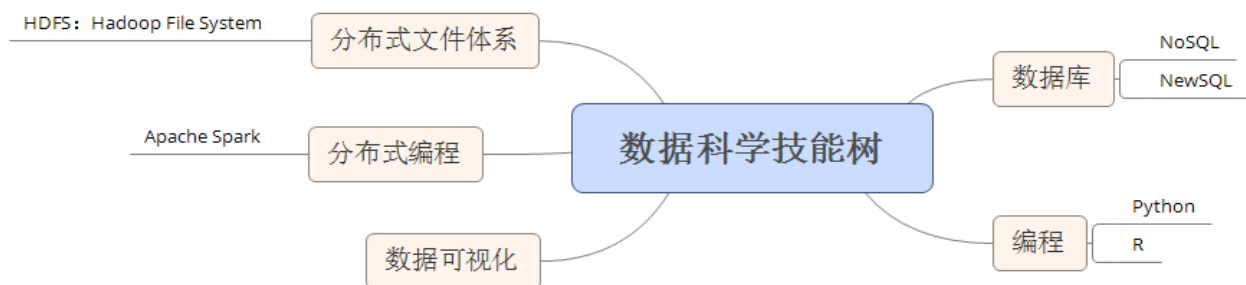 HDFS：Hadoop File System
分布式文件体系
Apache Spark
分布式编程
数据可视化
数据科学技能树
数据库
NoSQL
NewSQL
编程
Python
R